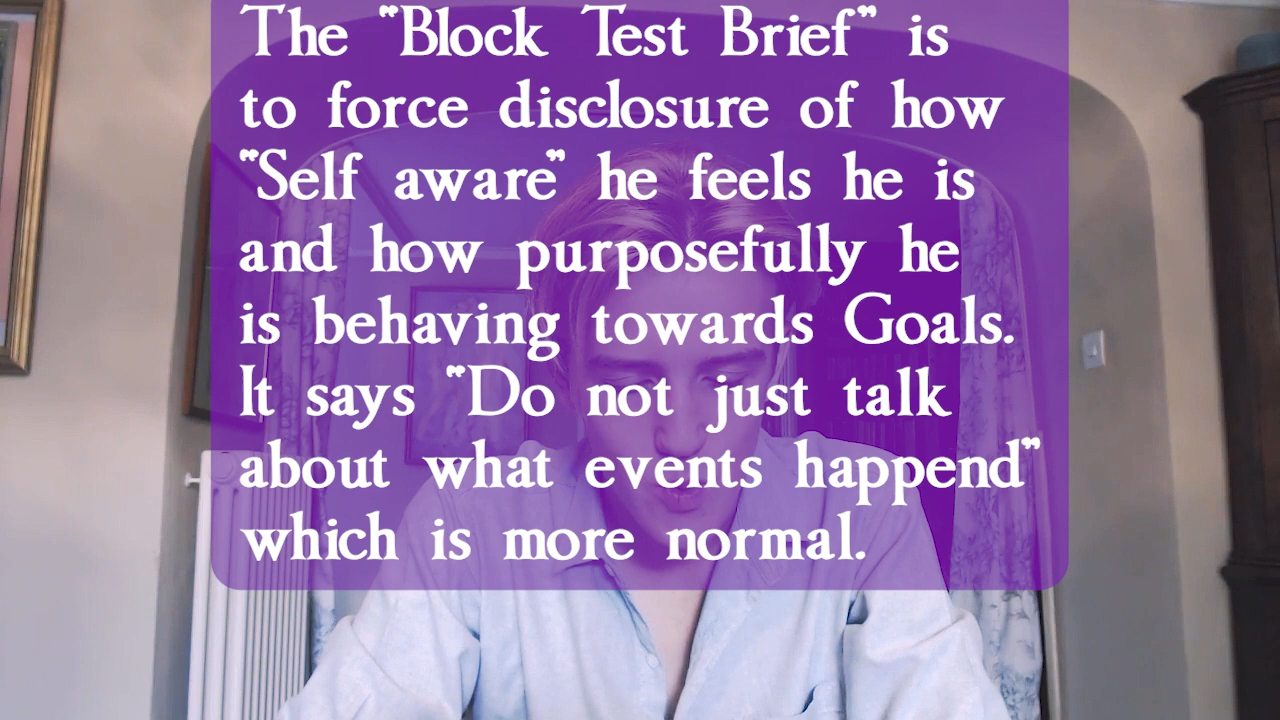 The "Block Test Brief" is
to force disclosure of how
"Self aware" he feels he is
and how purposefully he
is behaving towards Goals.
It says "Do not just talk
about what events happend"
which is more normal.